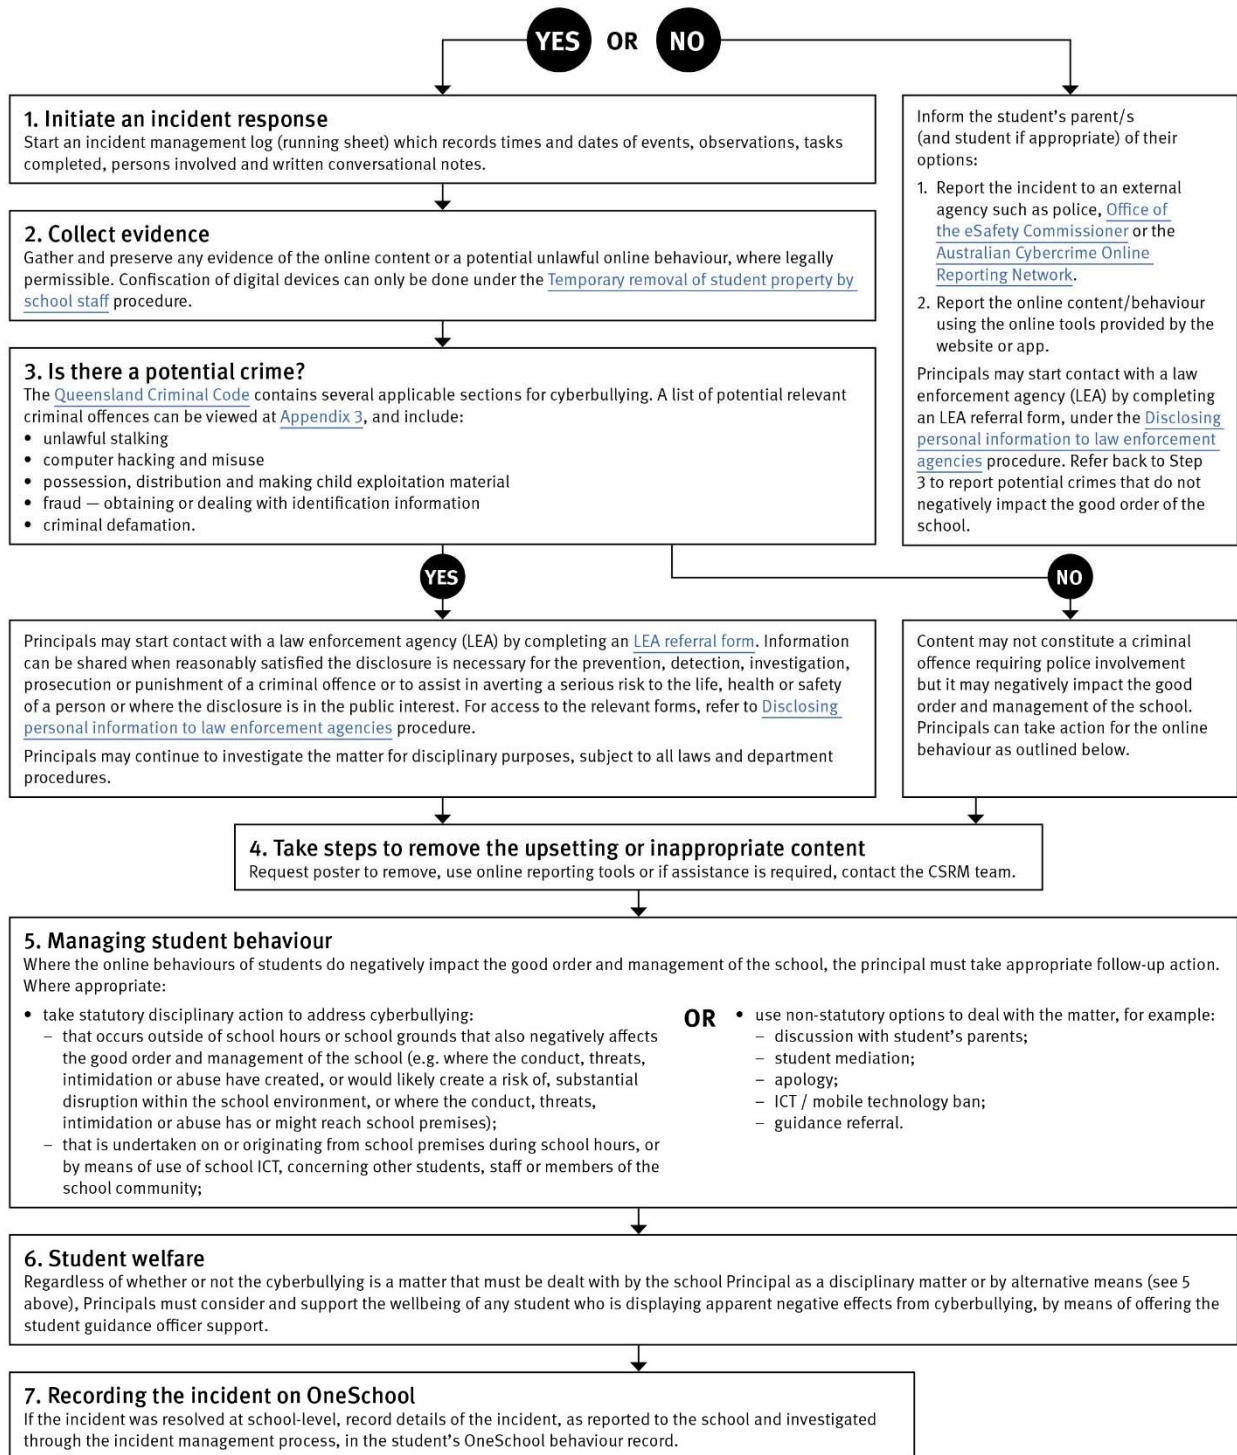 YES OR NO
1. Initiate an incident response
Start an incident management log (running sheet) which records times and dates of events, observations, tasks
completed, persons involved and written conversational notes.
2. Collect evidence
Gather and preserve any evidence of the online content or a potential unlawful online behaviour, where legally
permissible. Confiscation of digital devices can only be done under the Temporary removal of student property by
school staff procedure.
3. Is there a potential crime?
The Queensland Criminal Code contains several applicable sections for cyberbullying. A list of potential relevant
criminal offences can be viewed at Appendix 3, and include:
• unlawful stalking
• computer hacking and misuse
• possession, distribution and making child exploitation material
• fraud — obtaining or dealing with identification information
• criminal defamation.
Inform the student's parent/s
(and student if appropriate) of their
options:
1. Report the incident to an external
agency such as police, Office of
the eSafety Commissioner or the
Australian Cybercrime Online
Reporting Network.
2. Report the online content/behaviour
using the online tools provided by the
website or app.
Principals may start contact with a law
enforcement agency (LEA) by completing
an LEA referral form, under the Disclosing
personal information to law enforcement
agencies procedure. Refer back to Step
3 to report potential crimes that do not
negatively impact the good order of the
school.
YES
NO
Principals may start contact with a law enforcement agency (LEA) by completing an LEA referral form. Information
can be shared when reasonably satisfied the disclosure is necessary for the prevention, detection, investigation,
prosecution or punishment of a criminal offence or to assist in averting a serious risk to the life, health or safety
of a person or where the disclosure is in the public interest. For access to the relevant forms, refer to Disclosing
personal information to law enforcement agencies procedure.
Principals may continue to investigate the matter for disciplinary purposes, subject to all laws and department
procedures.
Content may not constitute a criminal
offence requiring police involvement
but it may negatively impact the good
order and management of the school.
Principals can take action for the online
behaviour as outlined below.
4. Take steps to remove the upsetting or inappropriate content
Request poster to remove, use online reporting tools or if assistance is required, contact the CSRM team.
5. Managing student behaviour
Where the online behaviours of students do negatively impact the good order and management of the school, the principal must take appropriate follow-up action.
Where appropriate:
• take statutory disciplinary action to address cyberbullying:
– that occurs outside of school hours or school grounds that also negatively affects
the good order and management of the school (e.g. where the conduct, threats,
intimidation or abuse have created, or would likely create a risk of, substantial
disruption within the school environment, or where the conduct, threats,
intimidation or abuse has or might reach school premises);
– that is undertaken on or originating from school premises during school hours, or
by means of use of school ICT, concerning other students, staff or members of the
school community;
OR
• use non-statutory options to deal with the matter, for example:
– discussion with student's parents;
– student mediation;
– apology;
– ICT / mobile technology ban;
– guidance referral.
6. Student welfare
Regardless of whether or not the cyberbullying is a matter that must be dealt with by the school Principal as a disciplinary matter or by alternative means (see 5
above), Principals must consider and support the wellbeing of any student who is displaying apparent negative effects from cyberbullying, by means of offering the
student guidance officer support.
7. Recording the incident on OneSchool
If the incident was resolved at school-level, record details of the incident, as reported to the school and investigated
through the incident management process, in the student's OneSchool behaviour record.